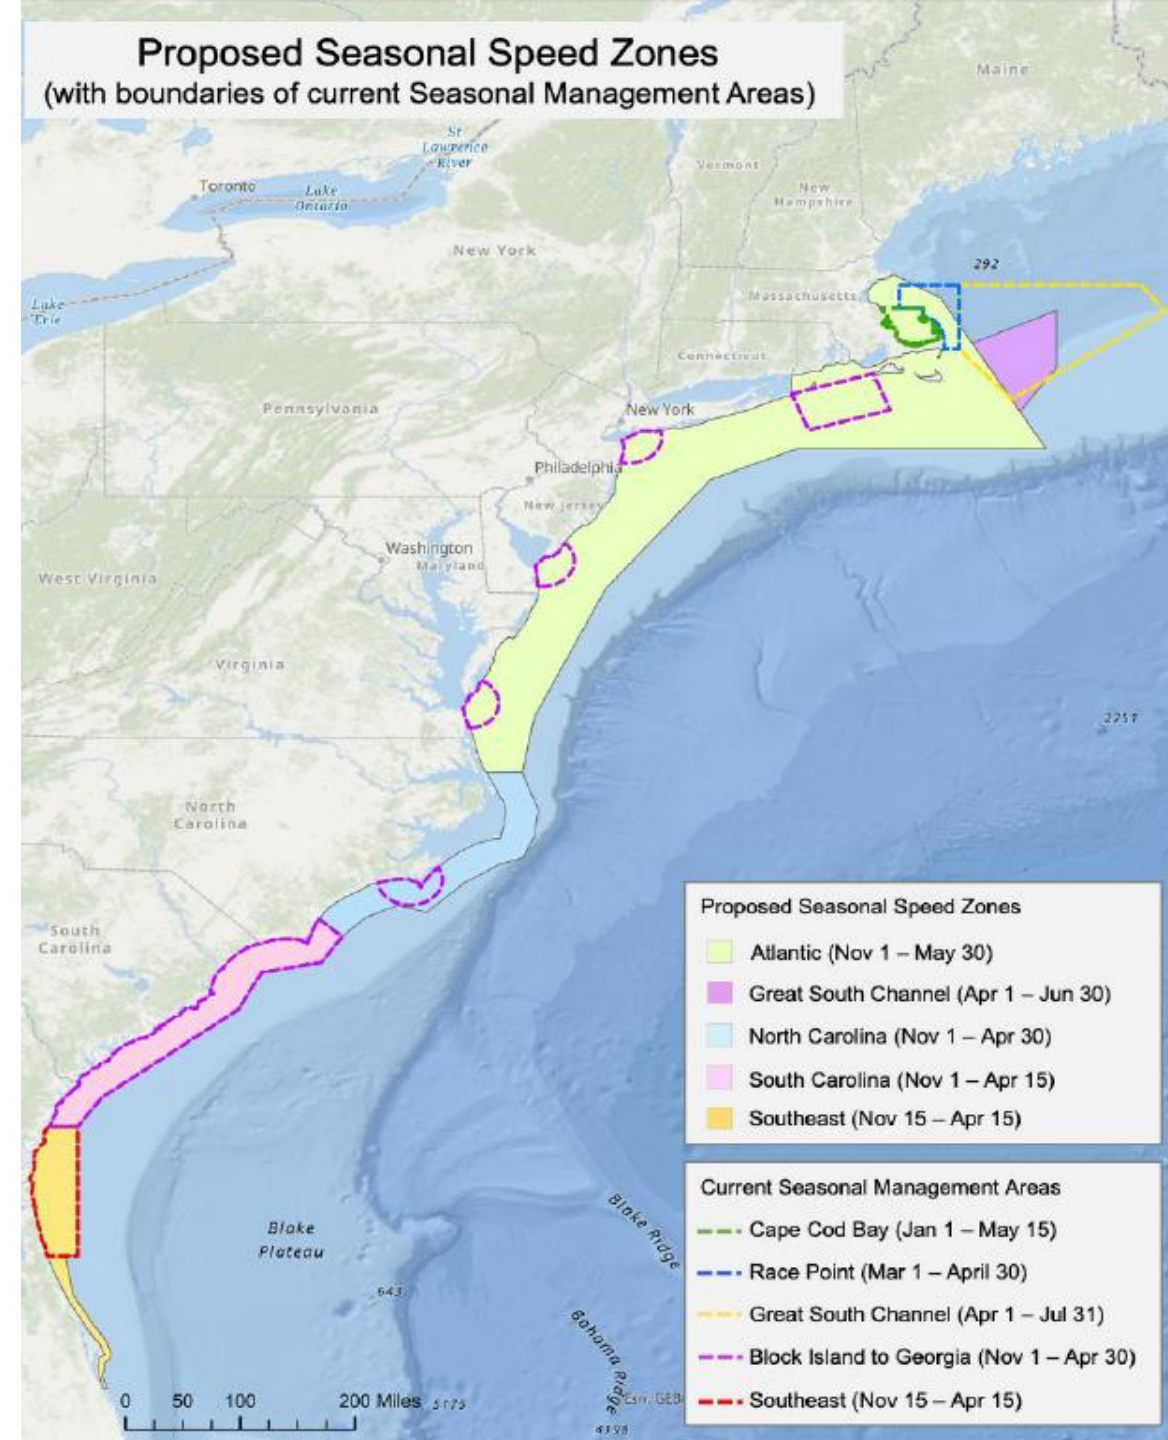 Proposed Seasonal Speed Zones
(with boundaries of current Seasonal Management Areas)
Maine
St
Lawrence
River
Vermont
Toronto
Lake
Ontario
New
Hampshire
New York
292
Massachusetts
Lake
Erie
Connecticut
Pennsylvania
New York
Philadelphia
New Jersey
Washington
Maryland
West Virginia
Virginia
2251
North
Carolina
South
Carolina
Proposed Seasonal Speed Zones
Atlantic (Nov 1 – May 30)
Great South Channel (Apr 1 – Jun 30)
North Carolina (Nov 1 – Apr 30)
South Carolina (Nov 1 – Apr 15)
Southeast (Nov 15 – Apr 15)
Current Seasonal Management Areas
Cape Cod Bay (Jan 1 – May 15)
Race Point (Mar 1 – April 30)
Great South Channel (Apr 1 – Jul 31)
Block Island to Georgia (Nov 1 – Apr 30)
Southeast (Nov 15 – Apr 15)
Blake
Plateau
Blake Ridge
643
Bahama Ridge
0 50 100 200 Miles
5175
Esri, GEB
4198